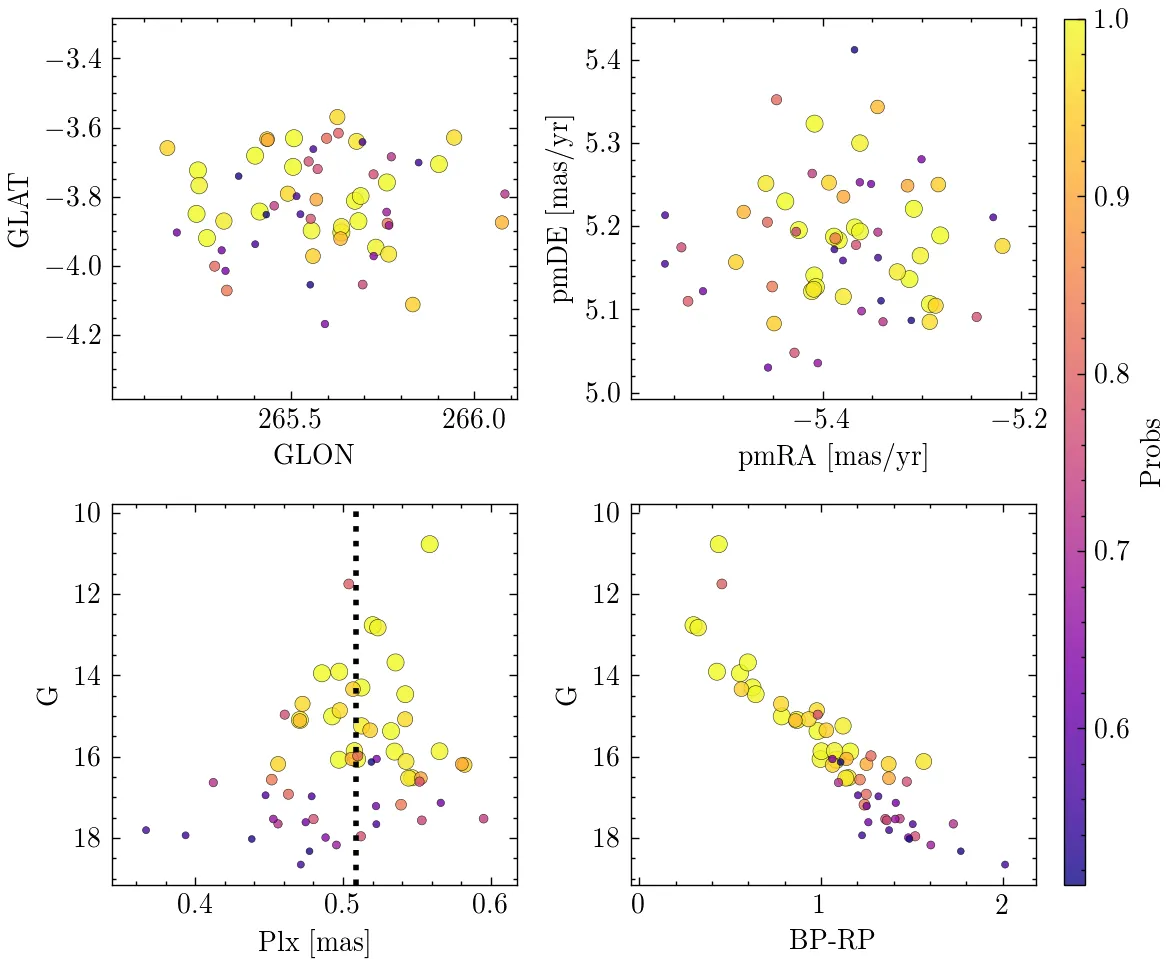 −3.4
−3.6
−3.8
−4.0
−4.2
GLAT
265.5 266.0
GLON
5.4
5.3
5.2
5.1
5.0
pmDE [mas/yr]
−5.4 −5.2
pmRA [mas/yr]
1.0
0.9
0.8
0.7
0.6
Probs
10
12
14
16
18
G
0.4 0.5 0.6
Plx [mas]
10
12
14
16
18
G
0 1 2
BP-RP